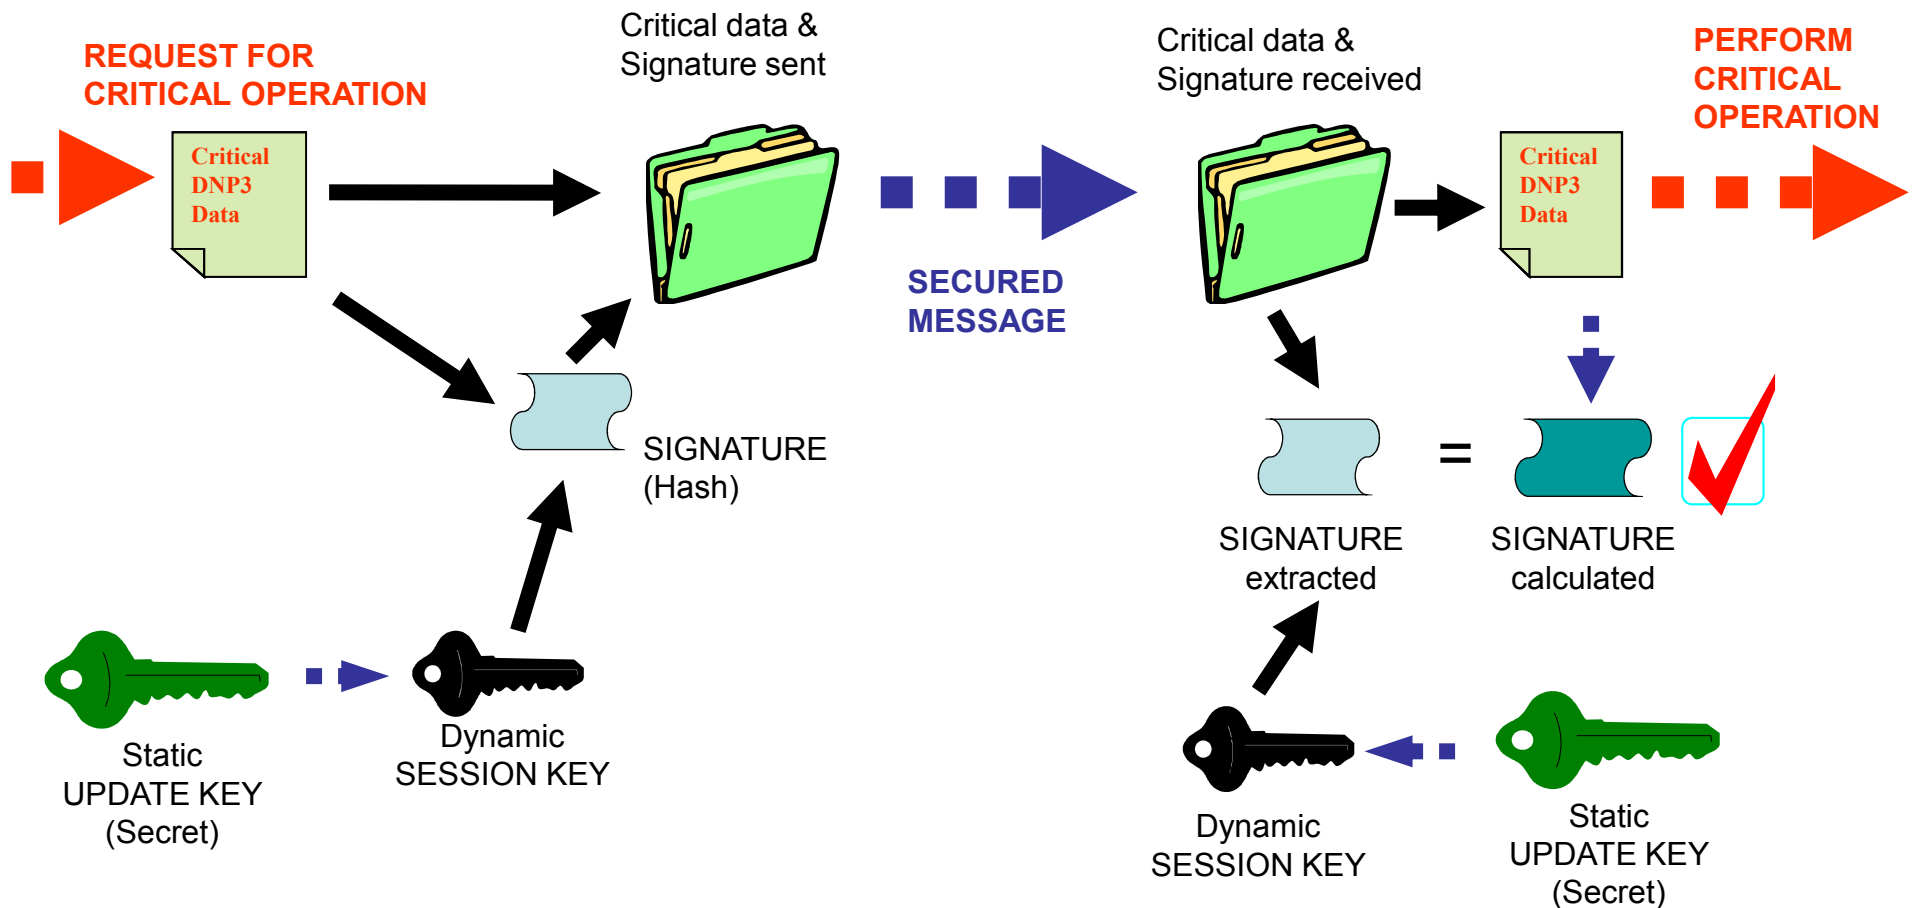 REQUEST FOR
CRITICAL OPERATION
Critical
DNP3
Data
Critical data &
Signature sent
SIGNATURE
(Hash)
Static
UPDATE KEY
(Secret)
Dynamic
SESSION KEY
SECURED
MESSAGE
Critical data &
Signature received
Critical
DNP3
Data
PERFORM
CRITICAL
OPERATION
SIGNATURE
extracted
=
SIGNATURE
calculated
Dynamic
SESSION KEY
Static
UPDATE KEY
(Secret)